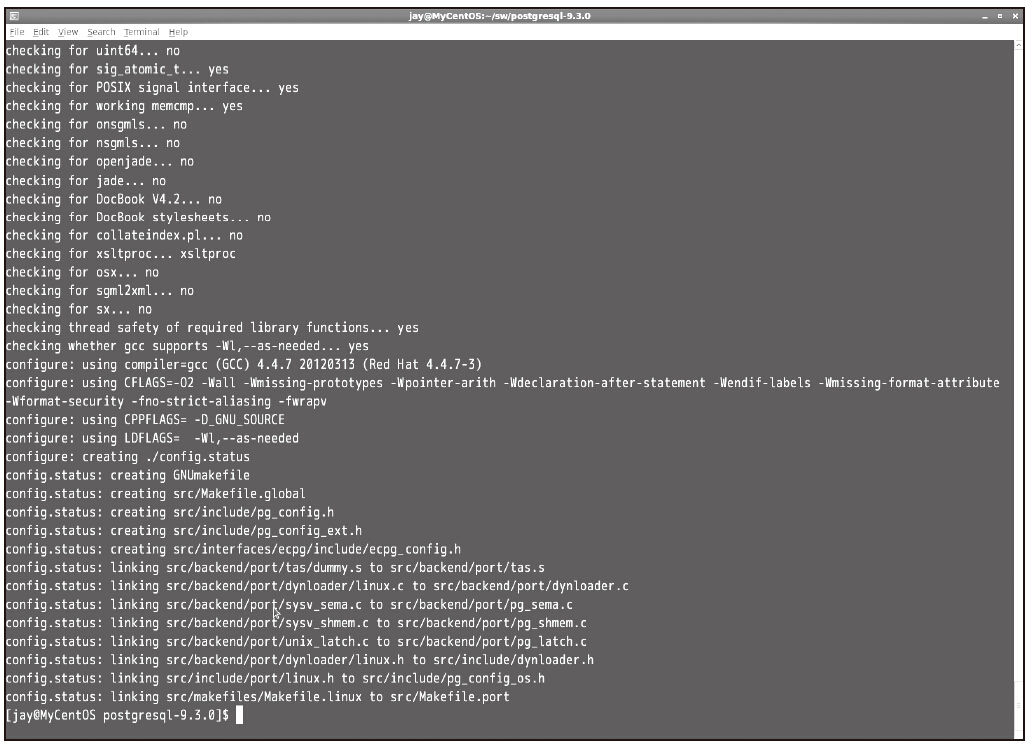 jay@MyCentOS:~/sw/postgresql-9.3.0
File Edit View Search Terminal Help
checking for uint64... no
checking for sig_atomic_t... yes
checking for POSIX signal interface... yes
checking for working memcmp... yes
checking for onsgmls... no
checking for nsgmls... no
checking for openjade... no
checking for jade... no
checking for DocBook V4.2... no
checking for DocBook stylesheets... no
checking for collateindex.pl... no
checking for xsltproc... xsltproc
checking for osx... no
checking for sgml2xml... no
checking for sx... no
checking thread safety of required library functions... yes
checking whether gcc supports -Wl,--as-needed... yes
configure: using compiler=gcc (GCC) 4.4.7 20120313 (Red Hat 4.4.7-3)
configure: using CFLAGS=-O2 -Wall -Wmissing-prototypes -Wpointer-arith -Wdeclaration-after-statement -Wendif-labels -Wmissing-format-attribute
-Wformat-security -fno-strict-aliasing -fwrapv
configure: using CPPFLAGS= -D_GNU_SOURCE
configure: using LDFLAGS=  -Wl,--as-needed
configure: creating ./config.status
config.status: creating GNUmakefile
config.status: creating src/Makefile.global
config.status: creating src/include/pg_config.h
config.status: creating src/include/pg_config_ext.h
config.status: creating src/interfaces/ecpg/include/ecpg_config.h
config.status: linking src/backend/port/tas/dummy.s to src/backend/port/tas.s
config.status: linking src/backend/port/dynloader/linux.c to src/backend/port/dynloader.c
config.status: linking src/backend/port/sysv_sema.c to src/backend/port/pg_sema.c
config.status: linking src/backend/port/sysv_shmem.c to src/backend/port/pg_shmem.c
config.status: linking src/backend/port/unix_latch.c to src/backend/port/pg_latch.c
config.status: linking src/backend/port/dynloader/linux.h to src/include/dynloader.h
config.status: linking src/include/port/linux.h to src/include/pg_config_os.h
config.status: linking src/makefiles/Makefile.linux to src/Makefile.port
[jay@MyCentOS postgresql-9.3.0]$